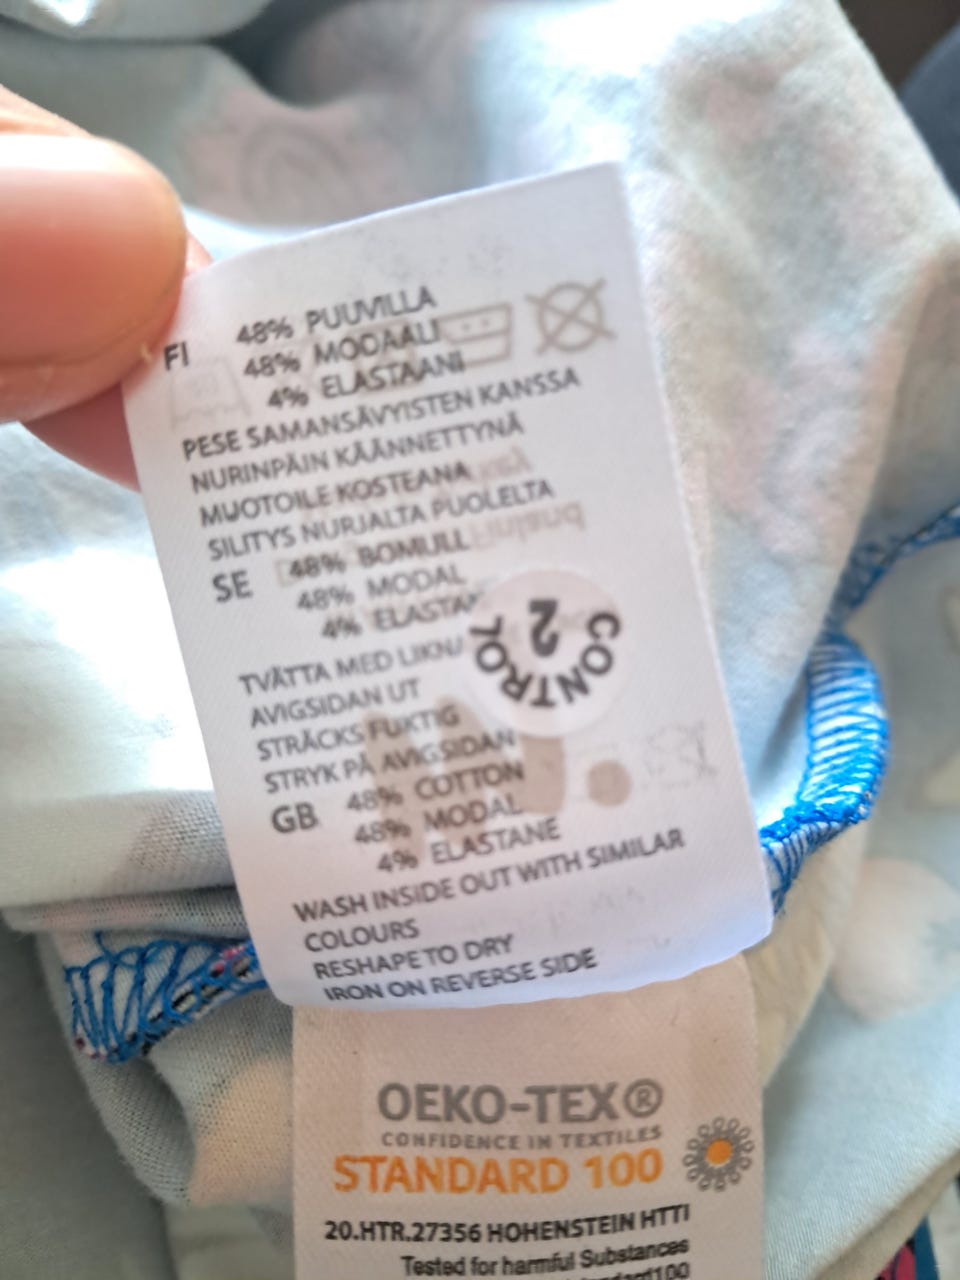 FI 48% PUUVILLA
48% MODAALI
4% ELASTAANI
PESE SAMANSÄVYISTEN KANSSA
NURINPÄIN KÄÄNNETTYNÄ
MUOTOILE KOSTEANA
SILITYS NURJALTA PUOLELTA
SE 48% BOMULL
48% MODAL
4% ELASTAN
TVÄTTA MED LIKN
AVIGSIDAN UT
STRÄCKS FUKTIG
STRYK PÅ AVIGSIDAN
CONTROL
2
GB 48% COTTON
48% MODAL
4% ELASTANE
WASH INSIDE OUT WITH SIMILAR
COLOURS
RESHAPE TO DRY
IRON ON REVERSE SIDE
OEKO-TEX®
CONFIDENCE IN TEXTILES
STANDARD 100
20.HTR.27356 HOHENSTEIN HTTI
Tested for harmful Substances